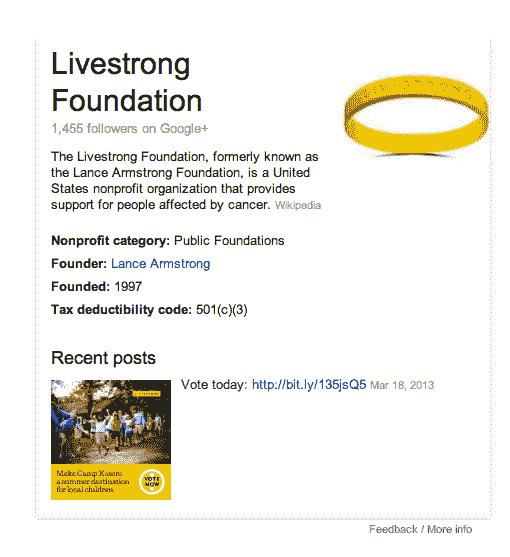 Livestrong
Foundation
1,455 followers on Google+
The Livestrong Foundation, formerly known as
the Lance Armstrong Foundation, is a United
States nonprofit organization that provides
support for people affected by cancer. Wikipedia
Nonprofit category: Public Foundations
Founder: Lance Armstrong
Founded: 1997
Tax deductibility code: 501(c)(3)
Recent posts
Vote today: http://bit.ly/135jsQ5 Mar 18, 2013
Make Camp Kesem
a summer destination
for local children.
VOTE
NOW
Feedback / More info